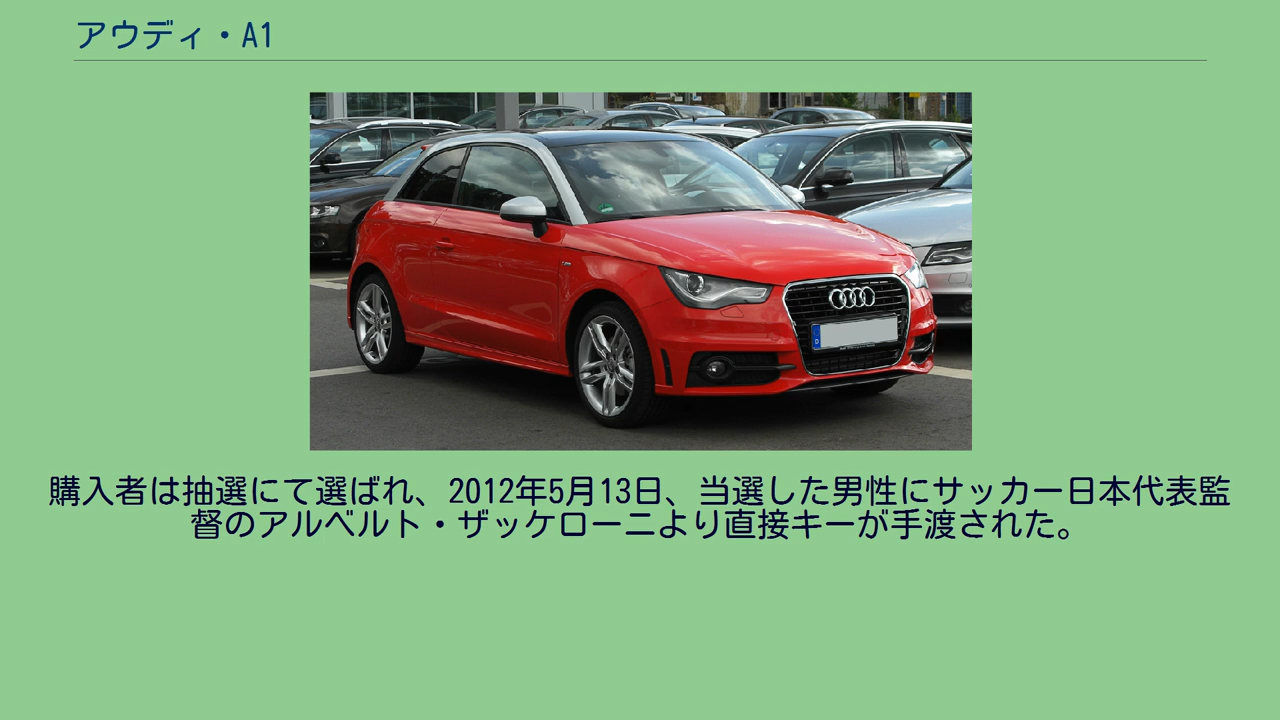 アウディ・A1
購入者は抽選にて選ばれ、2012年5月13日、当選した男性にサッカー日本代表監
督のアルベルト・ザッケローニより直接キーが手渡された。